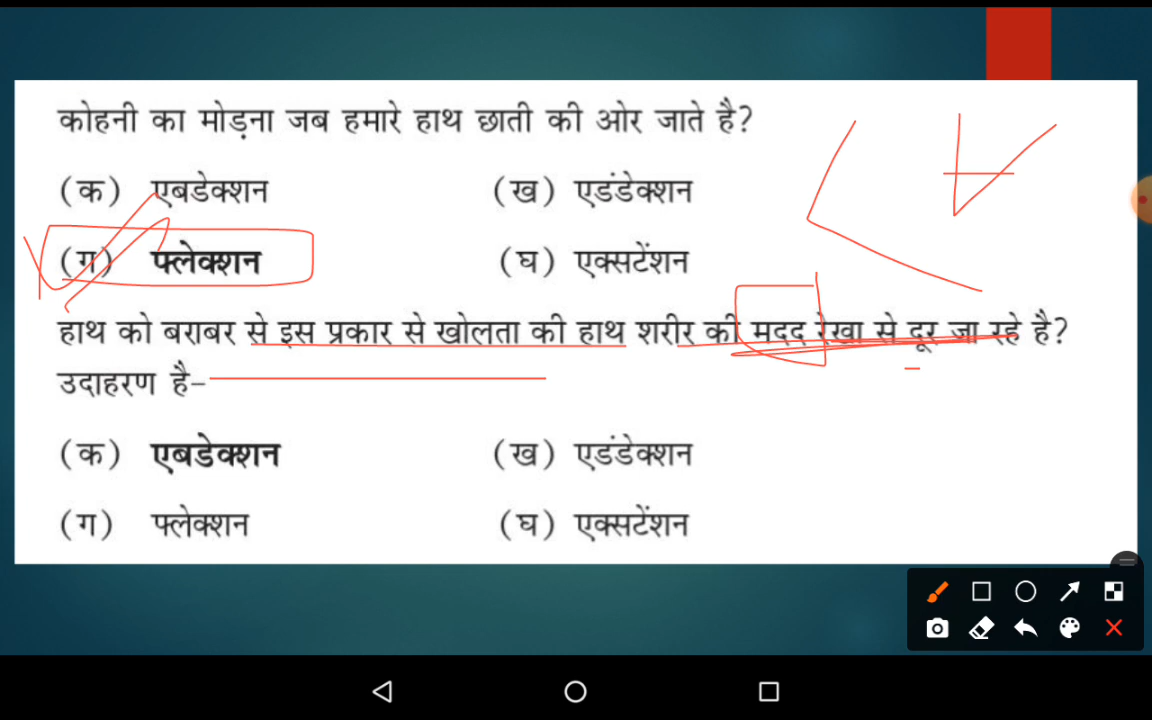 कोहनी का मोड़ना जब हमारे हाथ छाती की ओर जाते है?
(क) एबडेक्शन (ख) एडंडेक्शन
(ग) फ्लेक्शन (घ) एक्सटेंशन
हाथ को बराबर से इस प्रकार से खोलता की हाथ शरीर की मदद रेखा से दूर जा रहे है?
उदाहरण है–
(क) एबडेक्शन (ख) एडंडेक्शन
(ग) फ्लेक्शन (घ) एक्सटेंशन